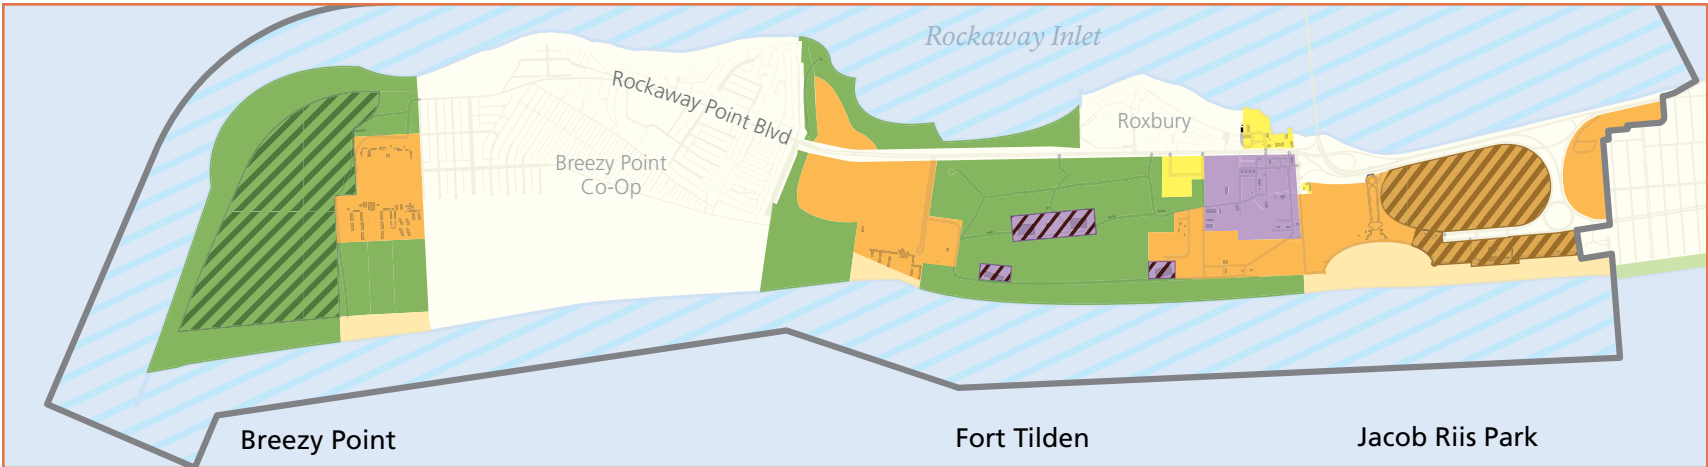 Rockaway Inlet
Rockaway Point Blvd
Roxbury
Breezy Point
Co-Op
Breezy Point
Fort Tilden
Jacob Riis Park